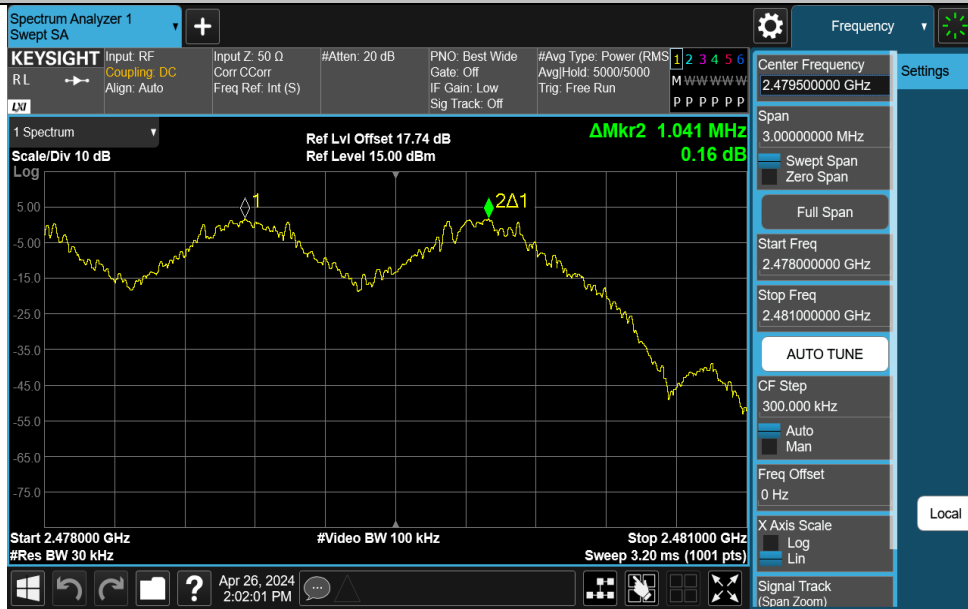 Spectrum Analyzer 1
Swept SA
+
Frequency
KEYSIGHT
RL
LXI
Input: RF
Coupling: DC
Align: Auto
Input Z: 50 Ω
Corr CCorr
Freq Ref: Int (S)
#Atten: 20 dB
PNO: Best Wide
Gate: Off
IF Gain: Low
Sig Track: Off
#Avg Type: Power (RMS
Avg|Hold: 5000/5000
Trig: Free Run
1 2 3 4 5 6
M W W W W W
P P P P P P
Center Frequency
2.479500000 GHz
Settings
Span
3.00000000 MHz
Swept Span
Zero Span
Full Span
Start Freq
2.478000000 GHz
Stop Freq
2.481000000 GHz
AUTO TUNE
CF Step
300.000 kHz
Auto
Man
Freq Offset
0 Hz
X Axis Scale
Log
Lin
Signal Track
(Span Zoom)
Local
1 Spectrum
Scale/Div 10 dB
Log
Ref Lvl Offset 17.74 dB
Ref Level 15.00 dBm
ΔMkr2 1.041 MHz
0.16 dB
1
2Δ1
5.00
-5.00
-15.0
-25.0
-35.0
-45.0
-55.0
-65.0
-75.0
Start 2.478000 GHz
#Res BW 30 kHz
#Video BW 100 kHz
Stop 2.481000 GHz
Sweep 3.20 ms (1001 pts)
?
Apr 26, 2024
2:02:01 PM